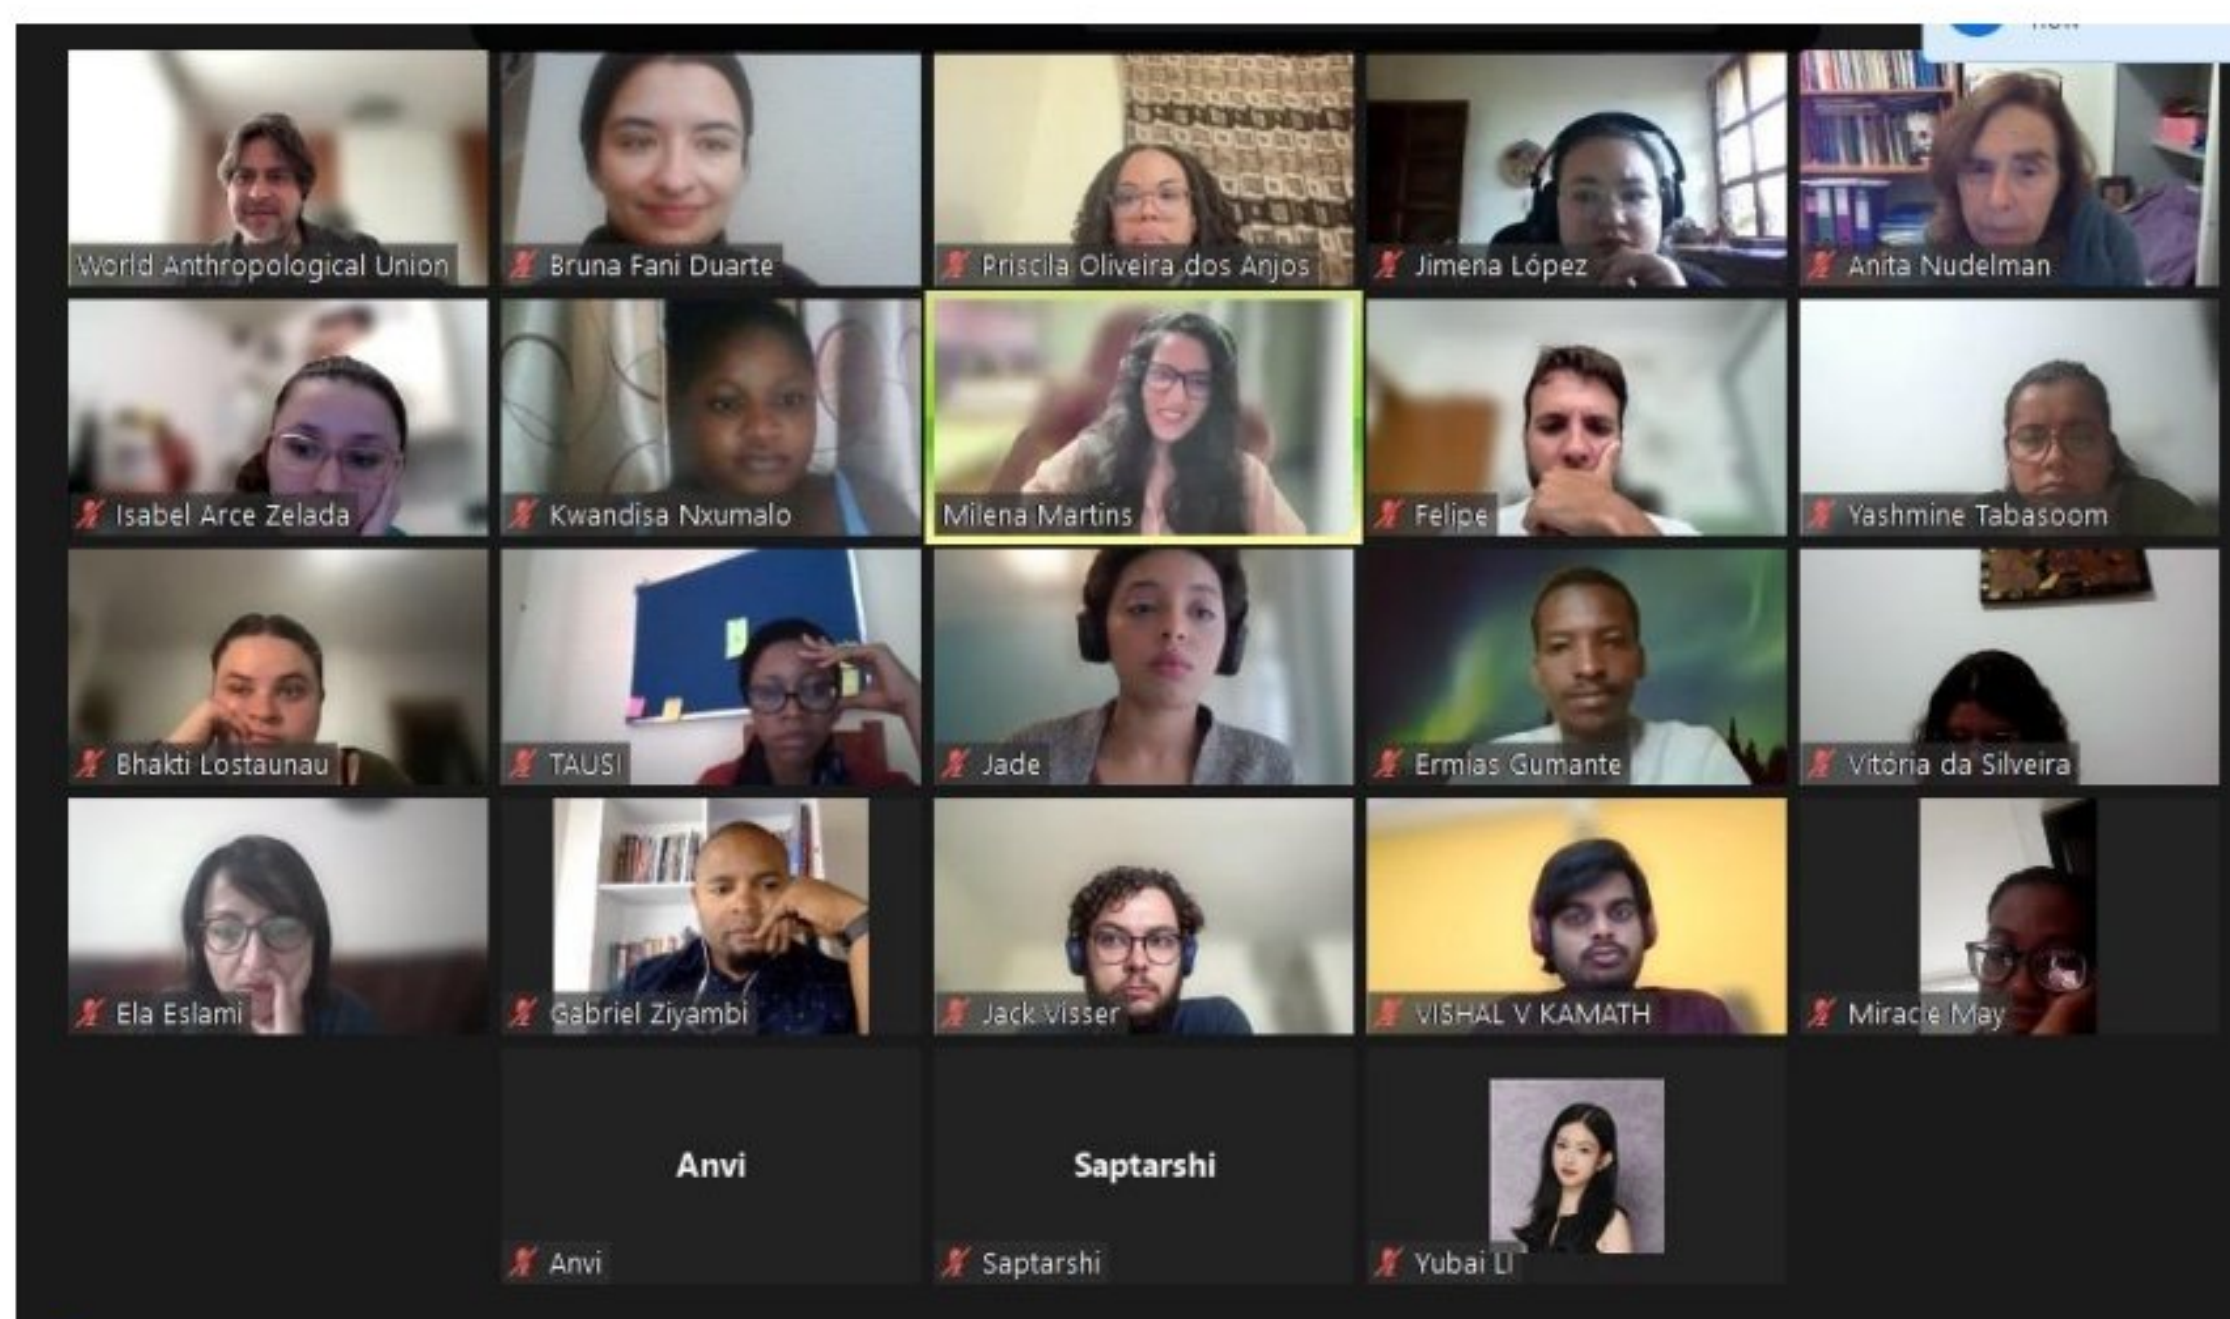 World Anthropological Union
Bruna Fani Duarte
Priscila Oliveira dos Anjos
Jimena López
Anita Nudelman
Isabel Arce Zelada
Kwandisa Nxumalo
Milena Martins
Felipe
Yashmine Tabasoom
Bhakti Lostaunau
TAUSI
Jade
Ermias Gumante
Vitória da Silveira
Ela Eslami
Gabriel Ziyambi
Jack Visser
VISHAL V KAMATH
Miracle May
Anvi
Saptarshi
Anvi
Saptarshi
Yubai LI